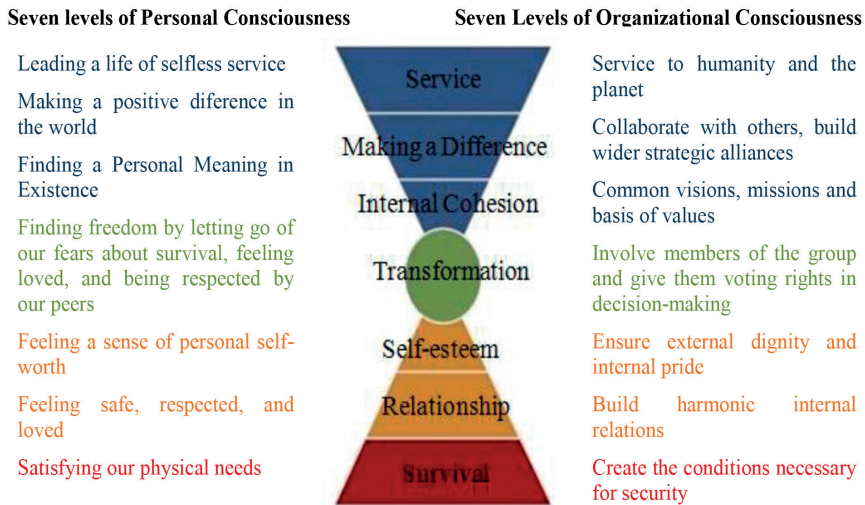 Seven levels of Personal Consciousness
Seven Levels of Organizational Consciousness
Leading a life of selfless service
Making a positive diference in
the world
Finding a Personal Meaning in
Existence
Finding freedom by letting go of
our fears about survival, feeling
loved, and being respected by
our peers
Feeling a sense of personal self-
worth
Feeling safe, respected, and
loved
Satisfying our physical needs
Service
Making a Difference
Internal Cohesion
Transformation
Self-esteem
Relationship
Survival
Service to humanity and the
planet
Collaborate with others, build
wider strategic alliances
Common visions, missions and
basis of values
Involve members of the group
and give them voting rights in
decision-making
Ensure external dignity and
internal pride
Build harmonic internal
relations
Create the conditions necessary
for security